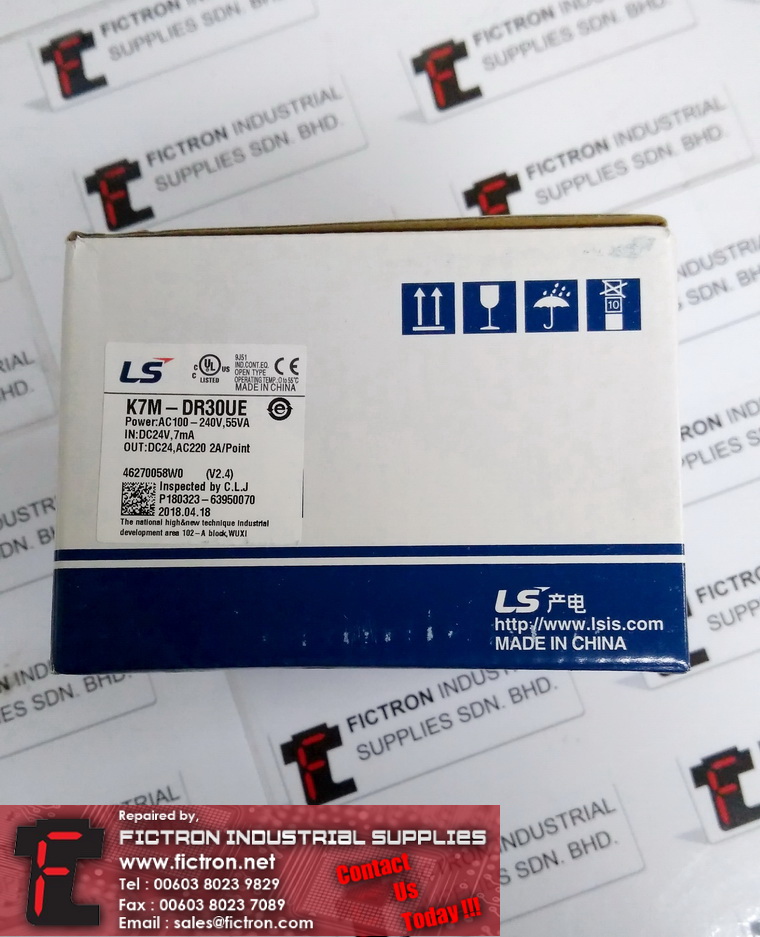 FICTRON INDUSTRIAL
SUPPLIES SDN. BHD.
FICTRON INDUSTRIAL
SUPPLIES SDN. BHD.
FICTRON INDUSTRIAL
SUPPLIES SDN. BHD.
FICTRON INDUSTRIAL
SUPPLIES SDN. BHD.
10
LS
C UL US
C LISTED
9J51
IND.CONT.EQ.
OPEN TYPE
OPERATING TEMP.:0 to 55°C
MADE IN CHINA
CE
K7M-DR30UE
Power:AC100-240V,55VA
IN:DC24V,7mA
OUT:DC24,AC220 2A/Point
46270058W0 (V2.4)
Inspected by C.L.J
P180323-63950070
2018.04.18
The national high&new technique Industrial
development area 102-A block,WUXI
LS 产电
http://www.lsis.com
MADE IN CHINA
FICTRON INDUS
SUPPLIES SDN. BHD.
Repaired by,
FICTRON INDUSTRIAL SUPPLIES
www.fictron.net
Tel : 00603 8023 9829
Fax : 00603 8023 7089
Email : sales@fictron.com
Contact
Us
Today !!!